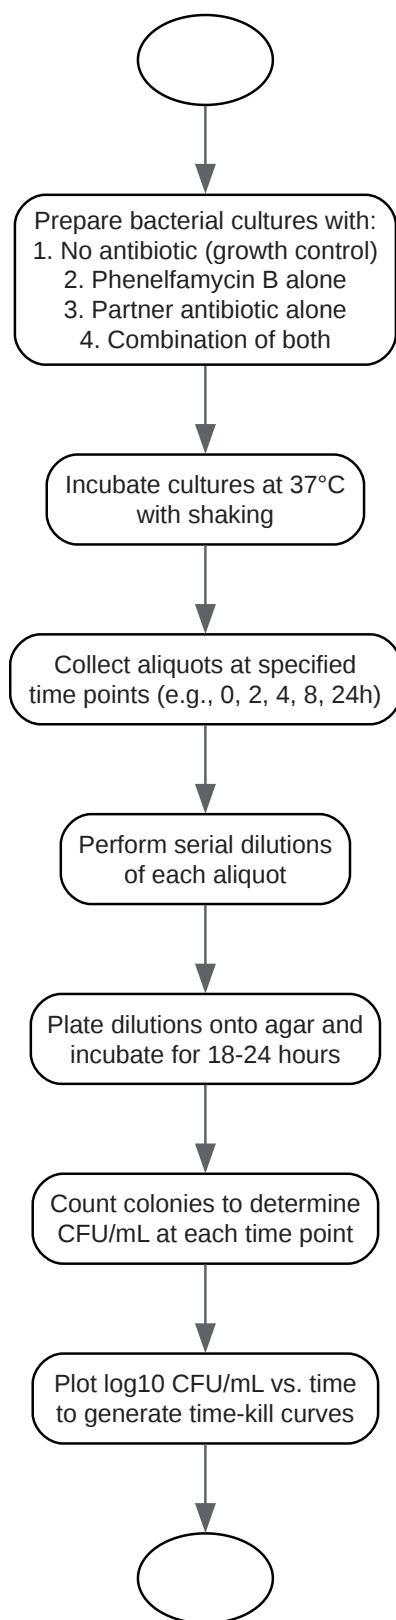 Prepare bacterial cultures with:
1. No antibiotic (growth control)
2. Phenelfamycin B alone
3. Partner antibiotic alone
4. Combination of both
Incubate cultures at 37°C
with shaking
Collect aliquots at specified
time points (e.g., 0, 2, 4, 8, 24h)
Perform serial dilutions
of each aliquot
Plate dilutions onto agar and
incubate for 18-24 hours
Count colonies to determine
CFU/mL at each time point
Plot log10 CFU/mL vs. time
to generate time-kill curves